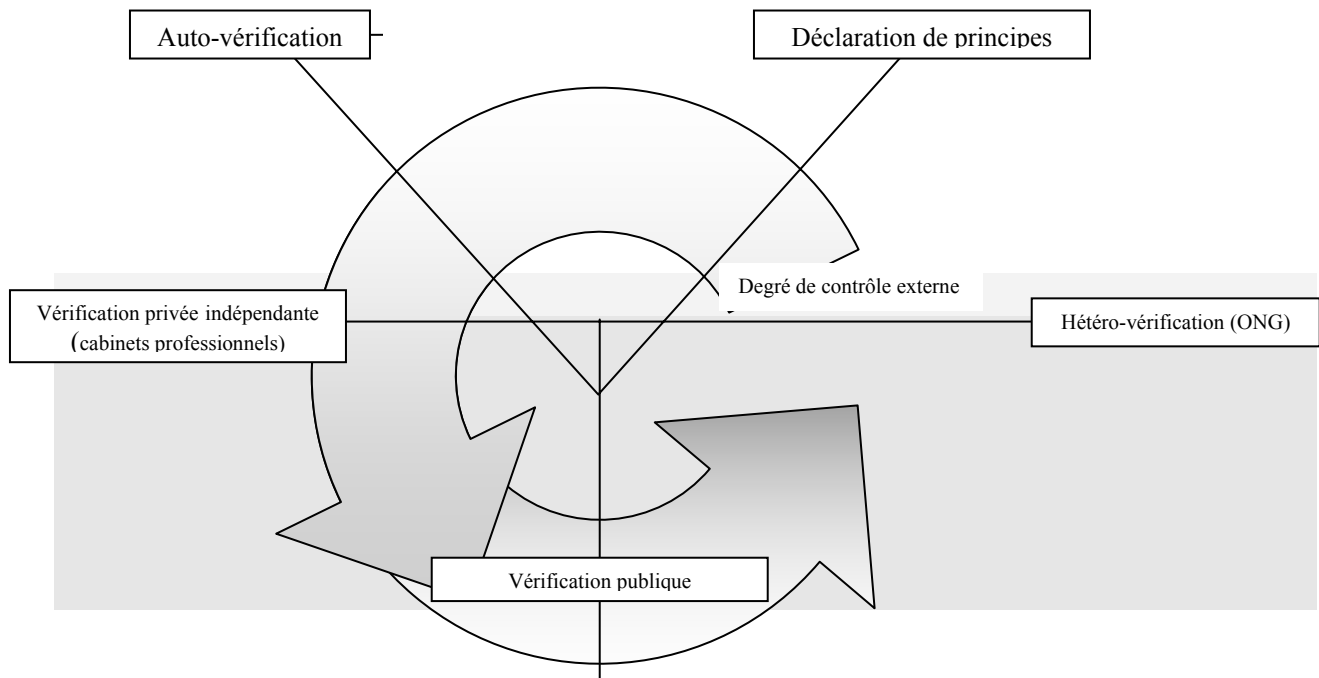 Auto-vérification
Déclaration de principes
Degré de contrôle externe
Vérification privée indépendante
(cabinets professionnels)
Hétéro-vérification (ONG)
Vérification publique